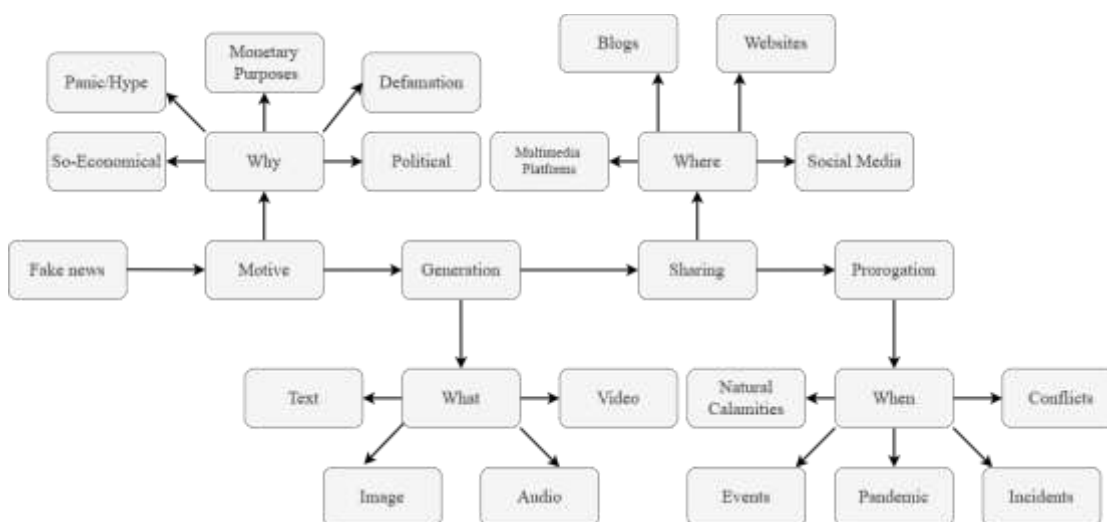 Blogs
Websites
Monetary
Purposes
Panic/Hype
Defamation
So-Economical
Why
Political
Multimedia
Platforms
Where
Social Media
Fake news
Motive
Generation
Sharing
Prorogation
Text
What
Video
Natural
Calamities
When
Conflicts
Image
Audio
Events
Pandemic
Incidents